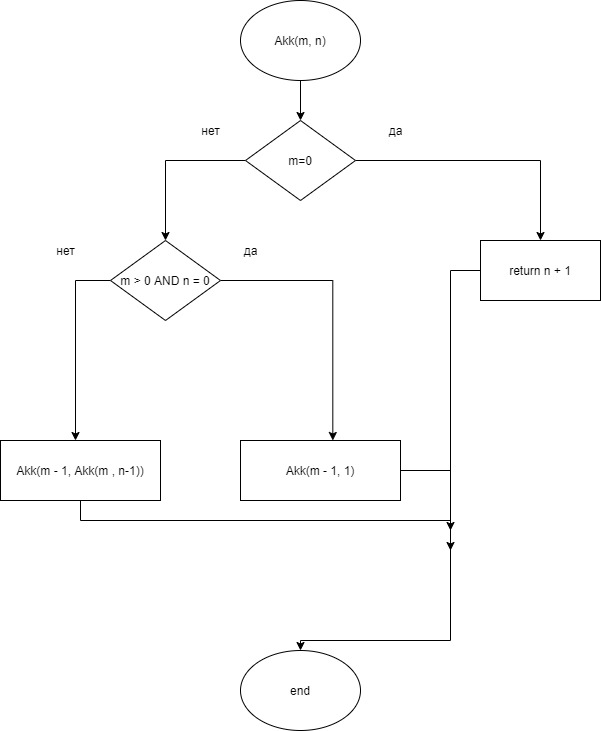 Akk(m, n)
нет
да
m=0
нет
да
m > 0 AND n = 0
return n + 1
Akk(m - 1, Akk(m , n-1))
Akk(m - 1, 1)
end